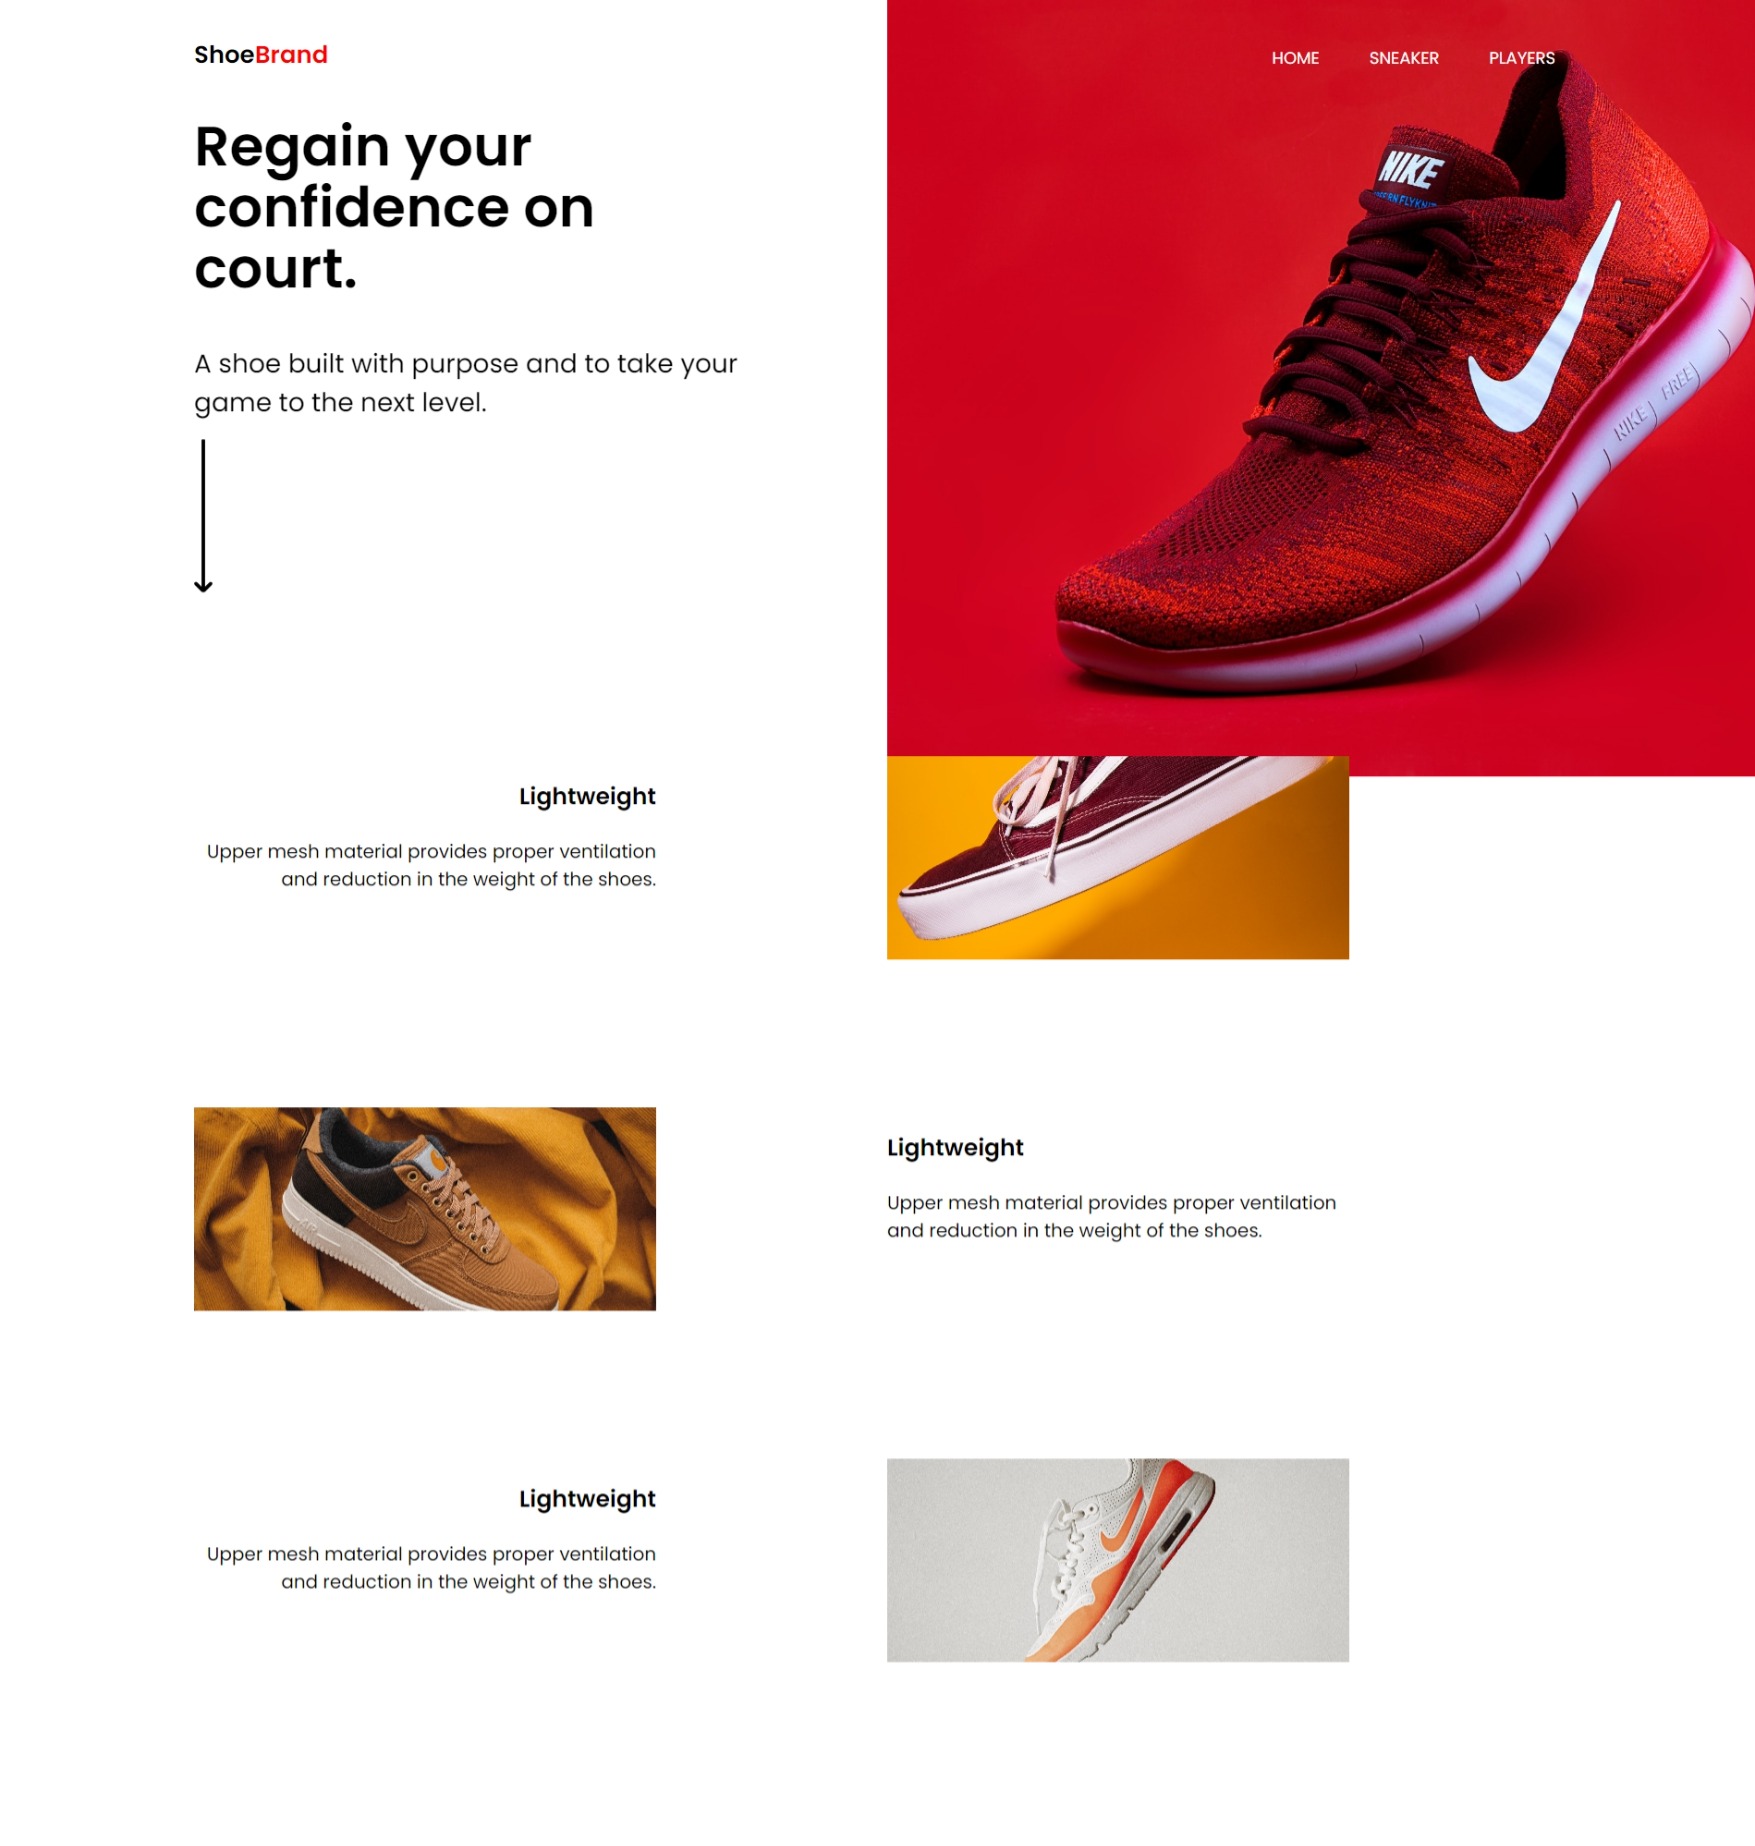 ShoeBrand
HOME SNEAKER PLAYERS
Regain your
confidence on
court.
A shoe built with purpose and to take your
game to the next level.
NIKE
NIKE FREE
Lightweight
Upper mesh material provides proper ventilation
and reduction in the weight of the shoes.
Lightweight
Upper mesh material provides proper ventilation
and reduction in the weight of the shoes.
Lightweight
Upper mesh material provides proper ventilation
and reduction in the weight of the shoes.